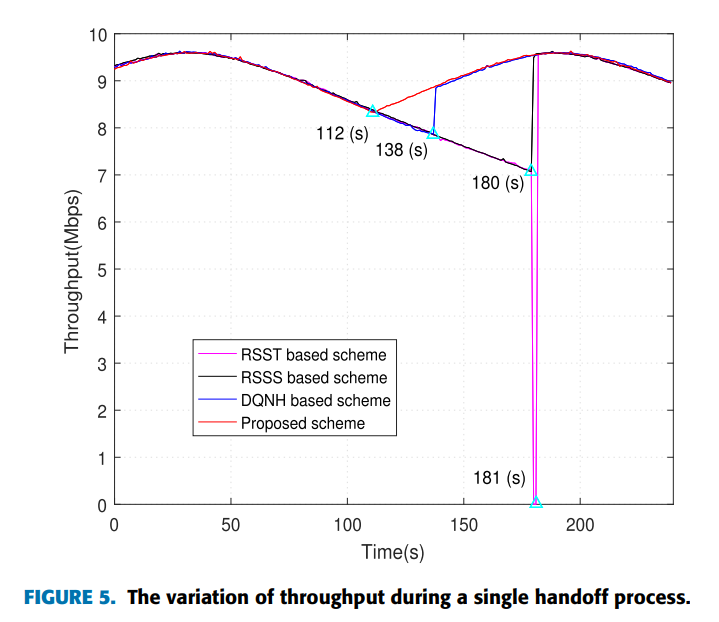 10
9
8
7
6
5
4
3
2
1
0
Throughput(Mbps)
112 (s)
138 (s)
180 (s)
181 (s)
RSST based scheme
RSSS based scheme
DQNH based scheme
Proposed scheme
0 50 100 150 200
Time(s)
FIGURE 5. The variation of throughput during a single handoff process.